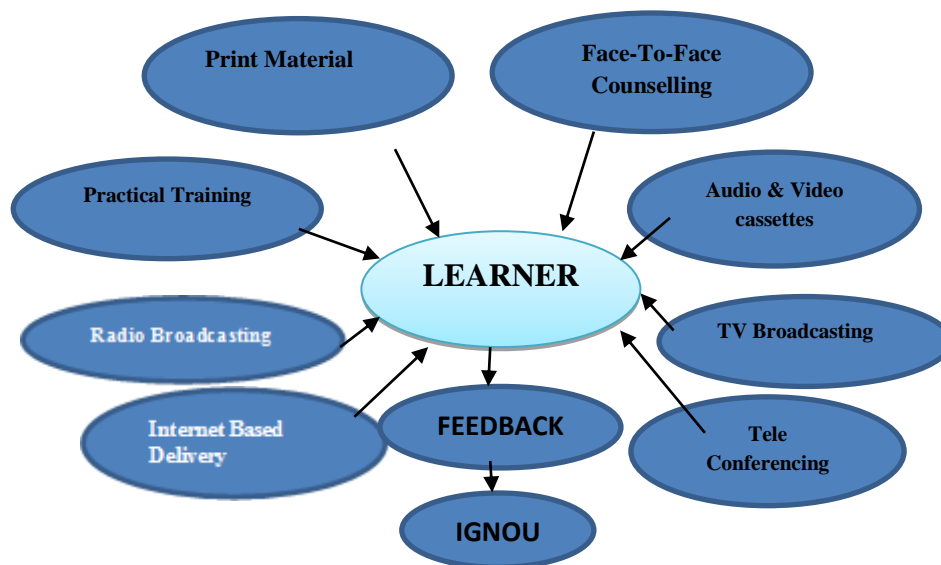 Print Material
Face-To-Face
Counselling
Practical Training
Audio & Video
cassettes
LEARNER
Radio Broadcasting
TV Broadcasting
Internet Based
Delivery
FEEDBACK
Tele
Conferencing
IGNOU